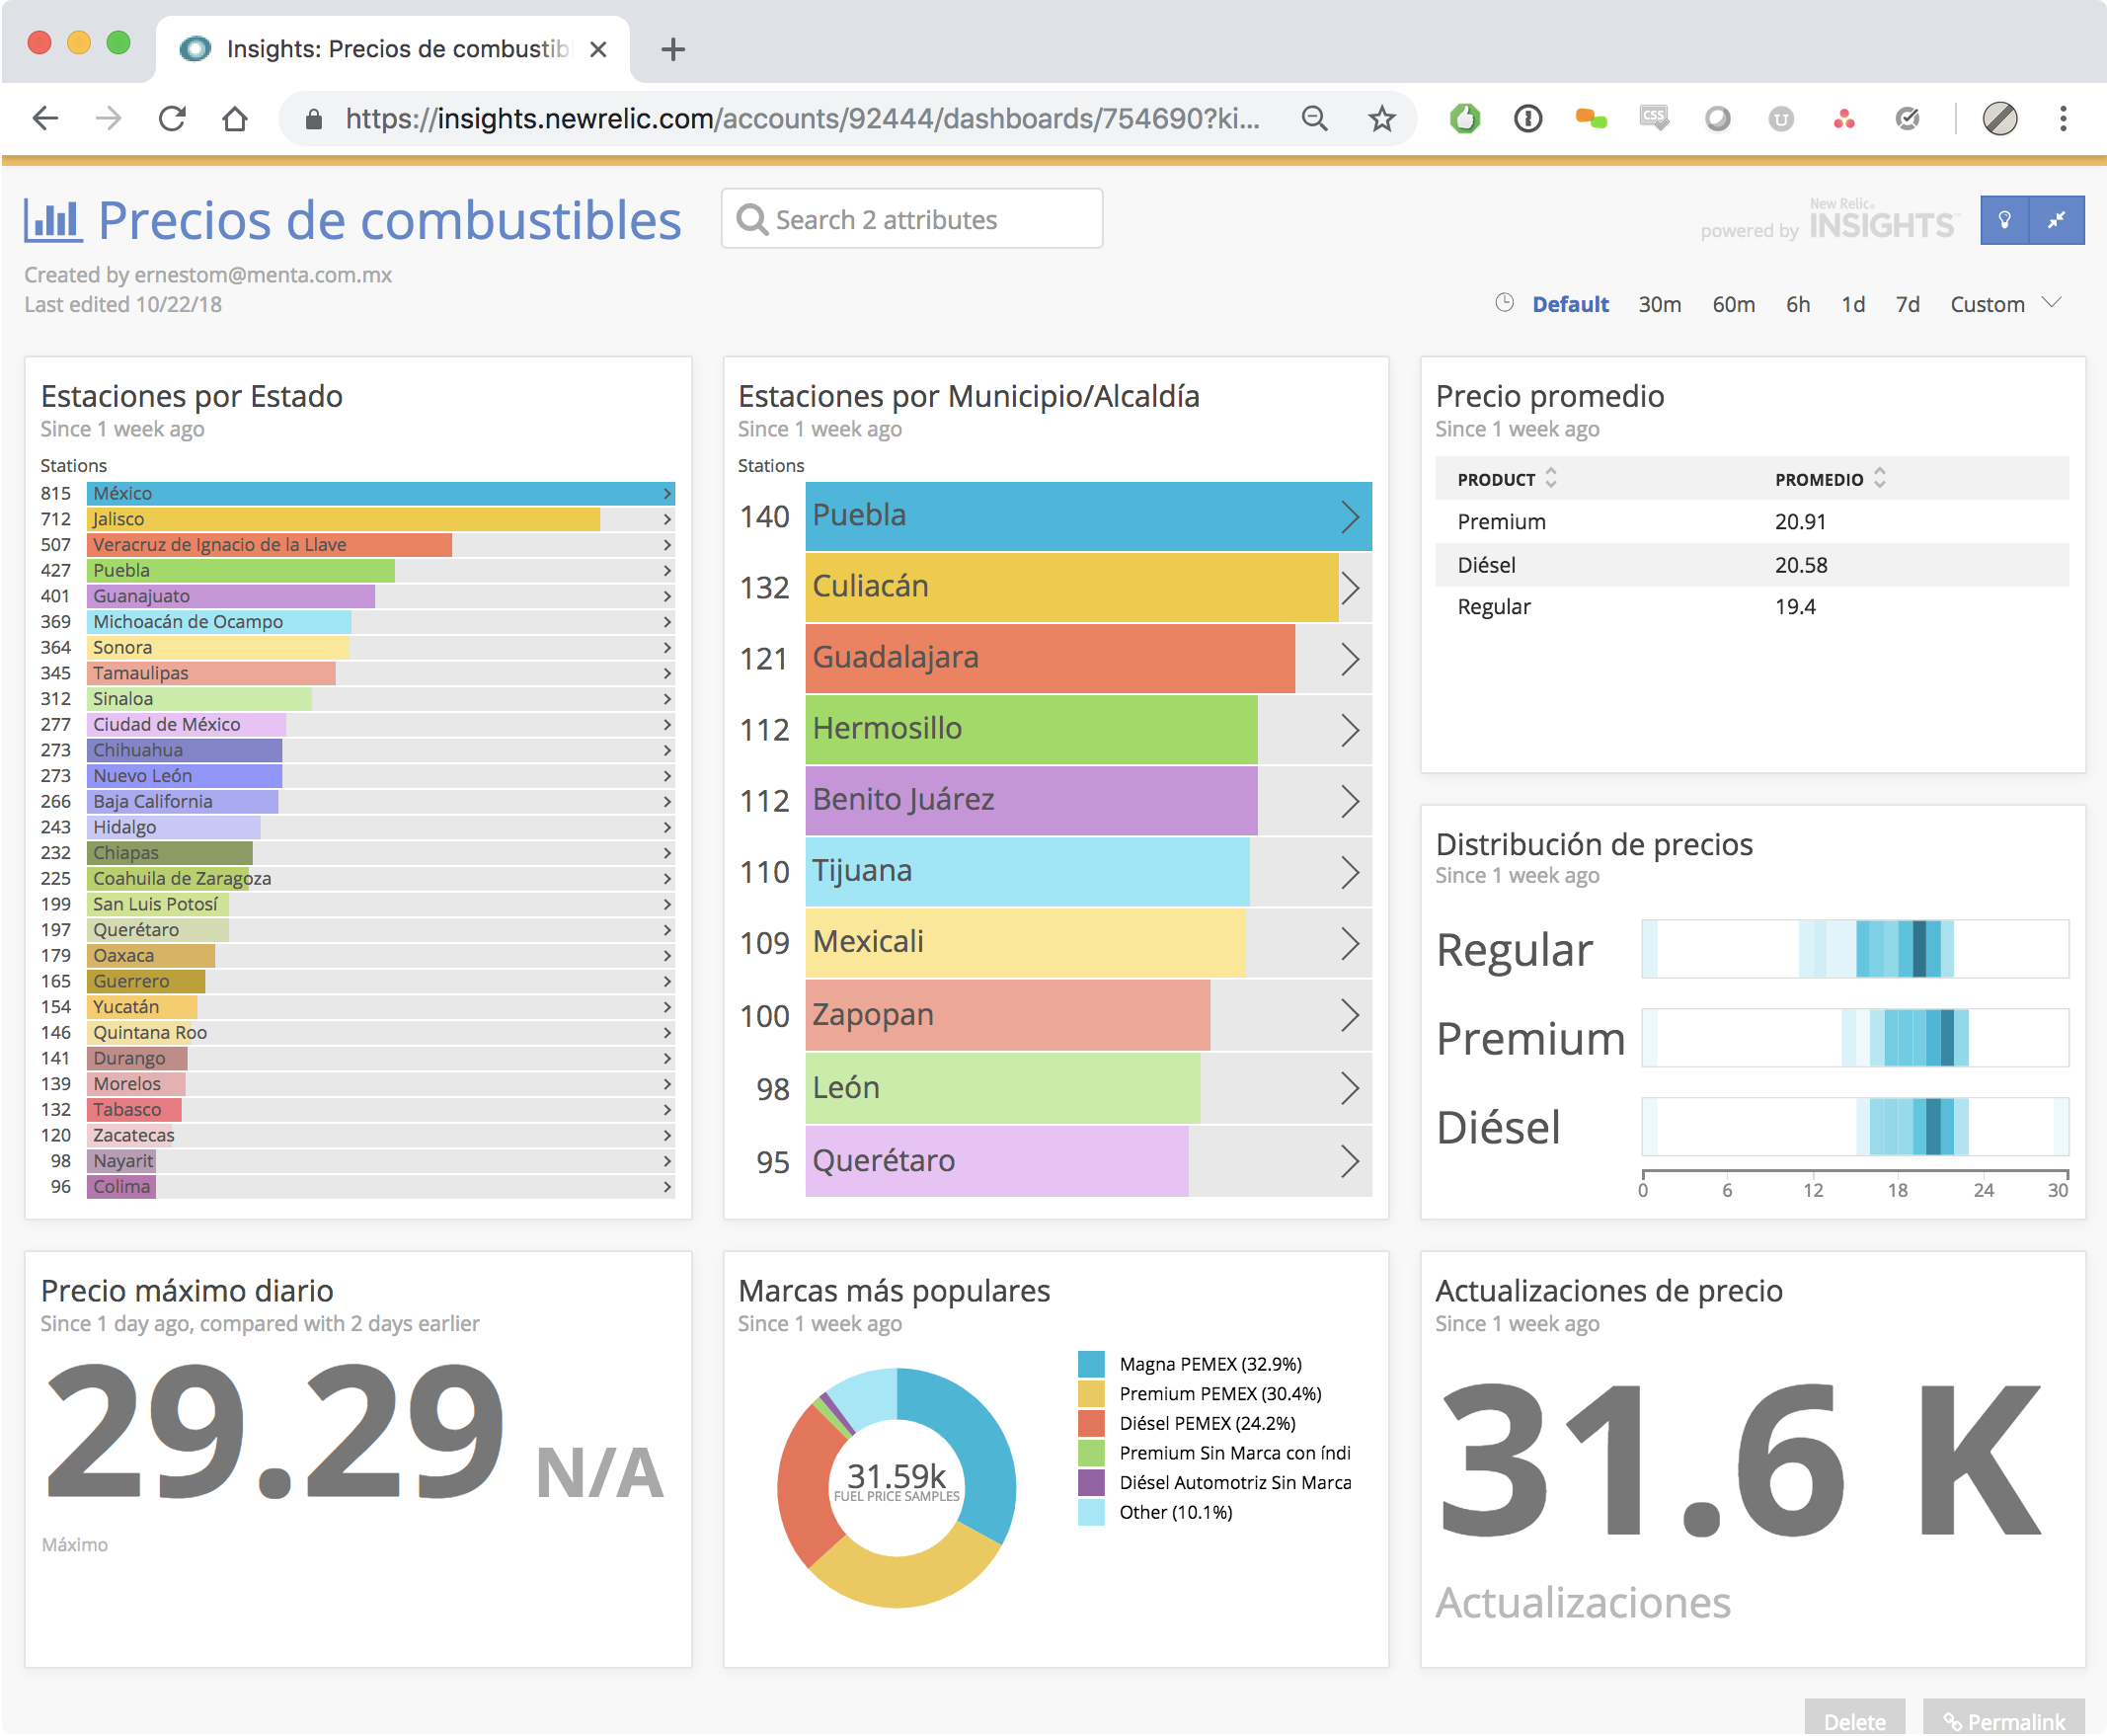 Insights: Precios de combustib
https://insights.newrelic.com/accounts/92444/dashboards/754690?ki...
CSS
U
Precios de combustibles
Search 2 attributes
powered by New Relic. INSIGHTS
Created by ernestom@menta.com.mx
Last edited 10/22/18
Default 30m 60m 6h 1d 7d Custom
Estaciones por Estado
Since 1 week ago
Stations
815 México
712 Jalisco
507 Veracruz de Ignacio de la Llave
427 Puebla
401 Guanajuato
369 Michoacán de Ocampo
364 Sonora
345 Tamaulipas
312 Sinaloa
277 Ciudad de México
273 Chihuahua
273 Nuevo León
266 Baja California
243 Hidalgo
232 Chiapas
225 Coahuila de Zaragoza
199 San Luis Potosí
197 Querétaro
179 Oaxaca
165 Guerrero
154 Yucatán
146 Quintana Roo
141 Durango
139 Morelos
132 Tabasco
120 Zacatecas
98 Nayarit
96 Colima
Estaciones por Municipio/Alcaldía
Since 1 week ago
Stations
140 Puebla
132 Culiacán
121 Guadalajara
112 Hermosillo
112 Benito Juárez
110 Tijuana
109 Mexicali
100 Zapopan
98 León
95 Querétaro
Precio promedio
Since 1 week ago
PRODUCT PROMEDIO
Premium 20.91
Diésel 20.58
Regular 19.4
Distribución de precios
Since 1 week ago
Regular
Premium
Diésel
0 6 12 18 24 30
Precio máximo diario
Since 1 day ago, compared with 2 days earlier
29.29 N/A
Máximo
Marcas más populares
Since 1 week ago
31.59k
FUEL PRICE SAMPLES
Magna PEMEX (32.9%)
Premium PEMEX (30.4%)
Diésel PEMEX (24.2%)
Premium Sin Marca con índi
Diésel Automotriz Sin Marca
Other (10.1%)
Actualizaciones de precio
Since 1 week ago
31.6 K
Actualizaciones
Delete Permalink